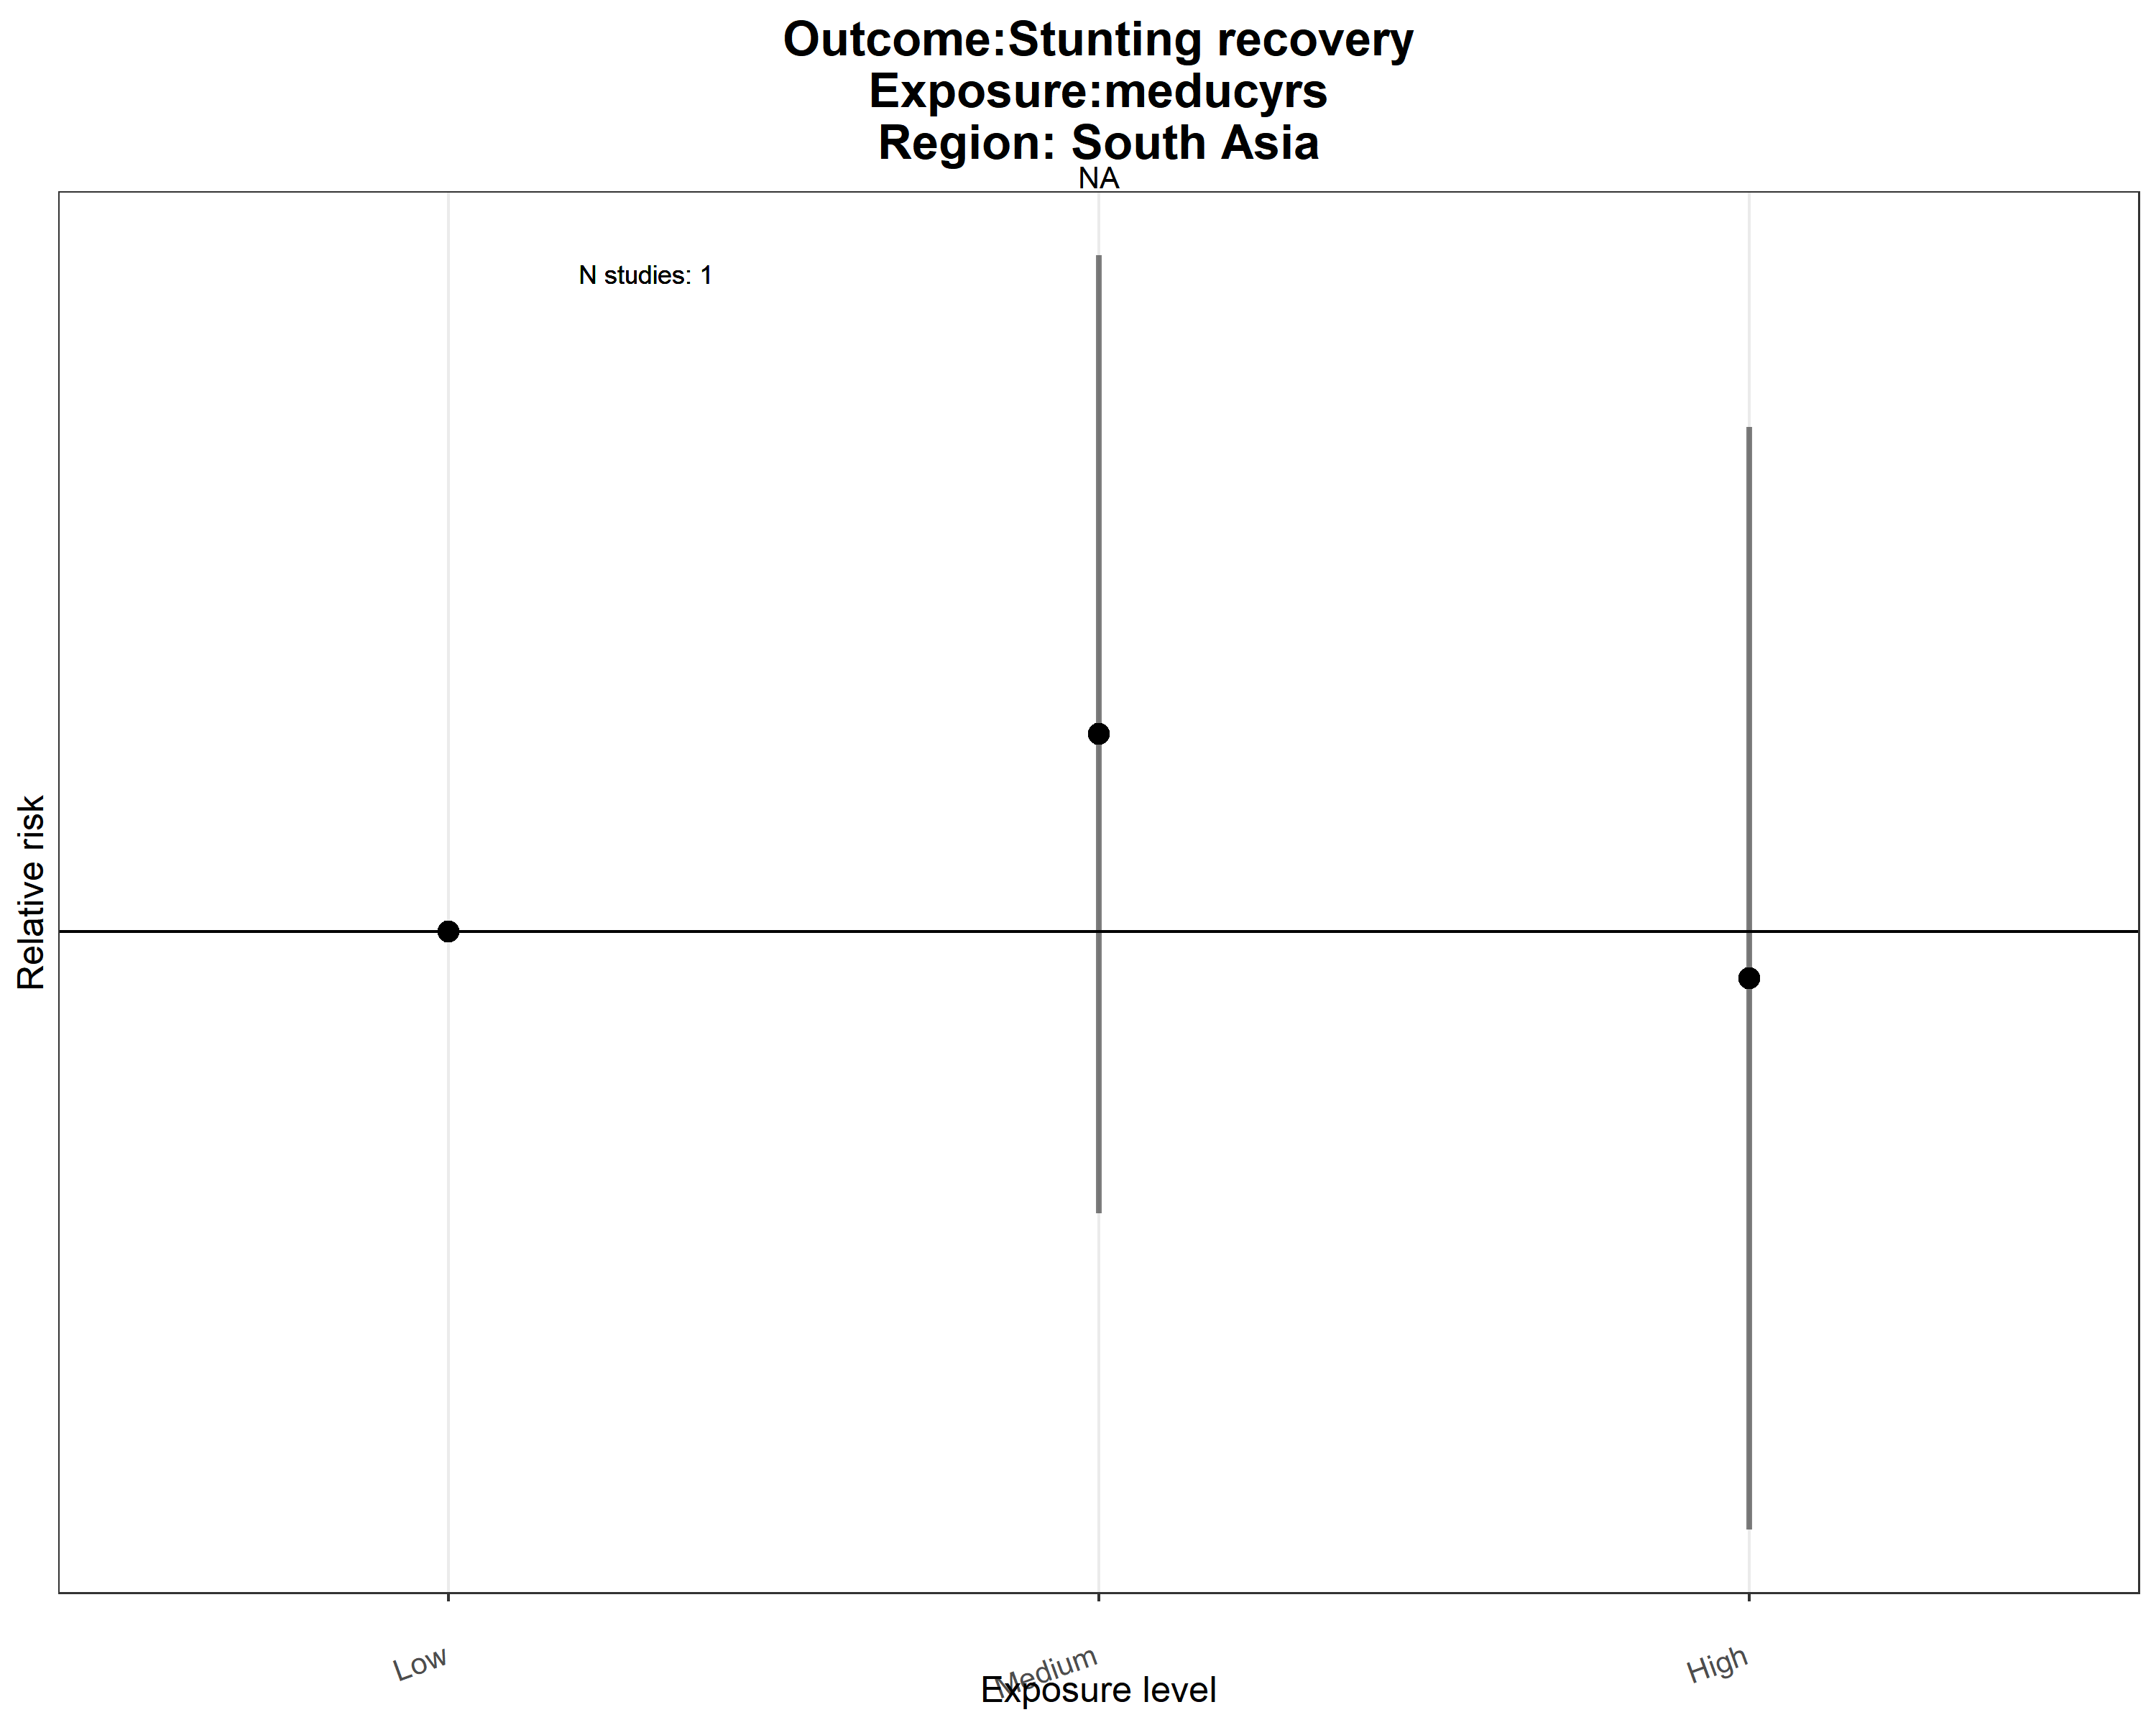 Outcome:Stunting recovery
Exposure:meducyrs
Region: South Asia
NA
N studies: 1
Relative risk
Low
Medium
High
Exposure level